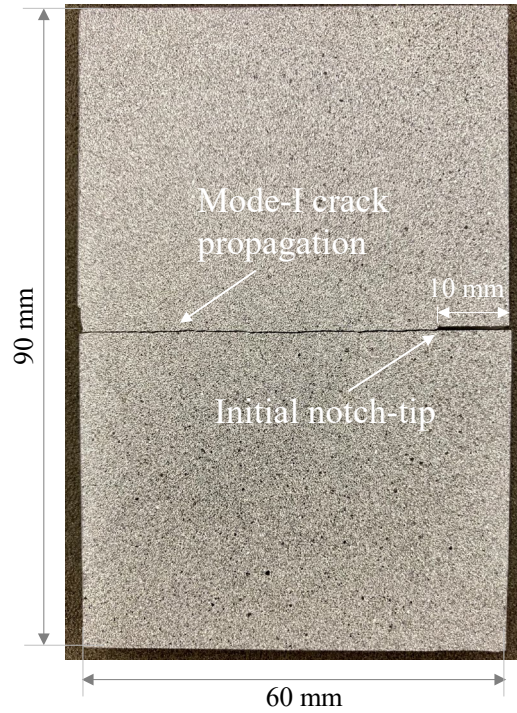 Mode-I crack
propagation
10 mm
90 mm
Initial notch-tip
60 mm